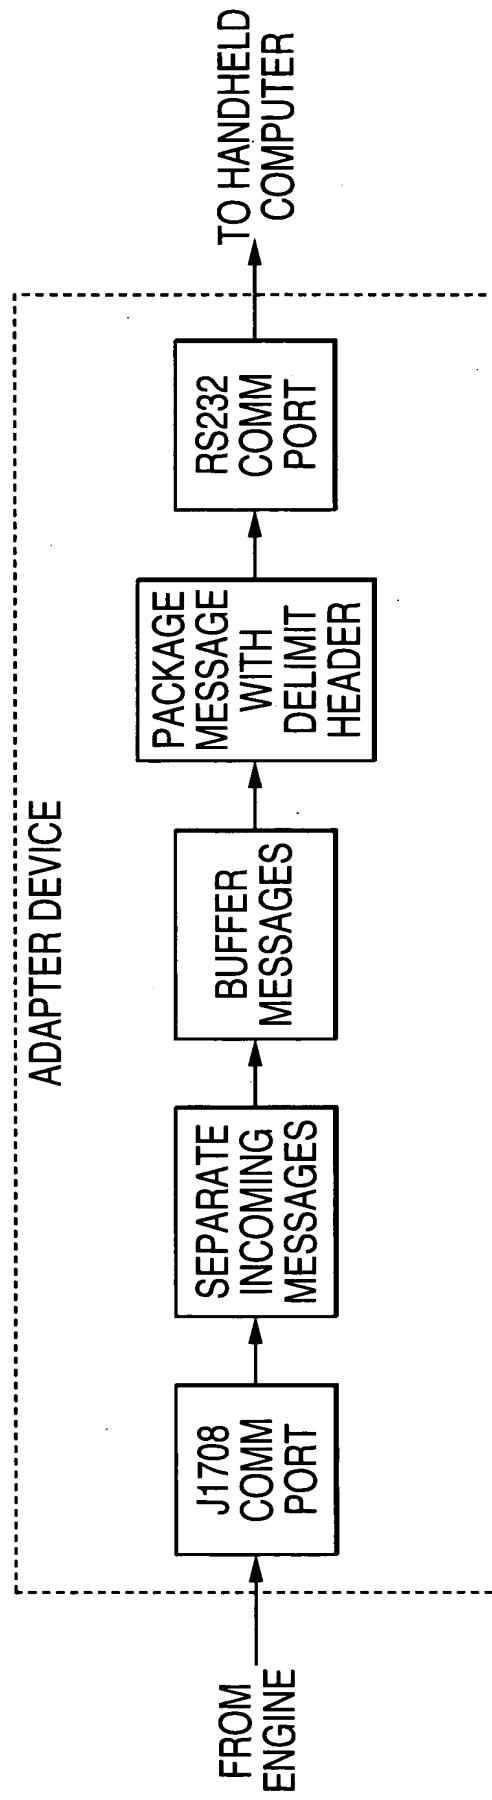 ADAPTER DEVICE
FROM
ENGINE
J1708
COMM
PORT
SEPARATE
INCOMING
MESSAGES
BUFFER
MESSAGES
PACKAGE
MESSAGE
WITH
DELIMIT
HEADER
RS232
COMM
PORT
TO HANDHELD
COMPUTER